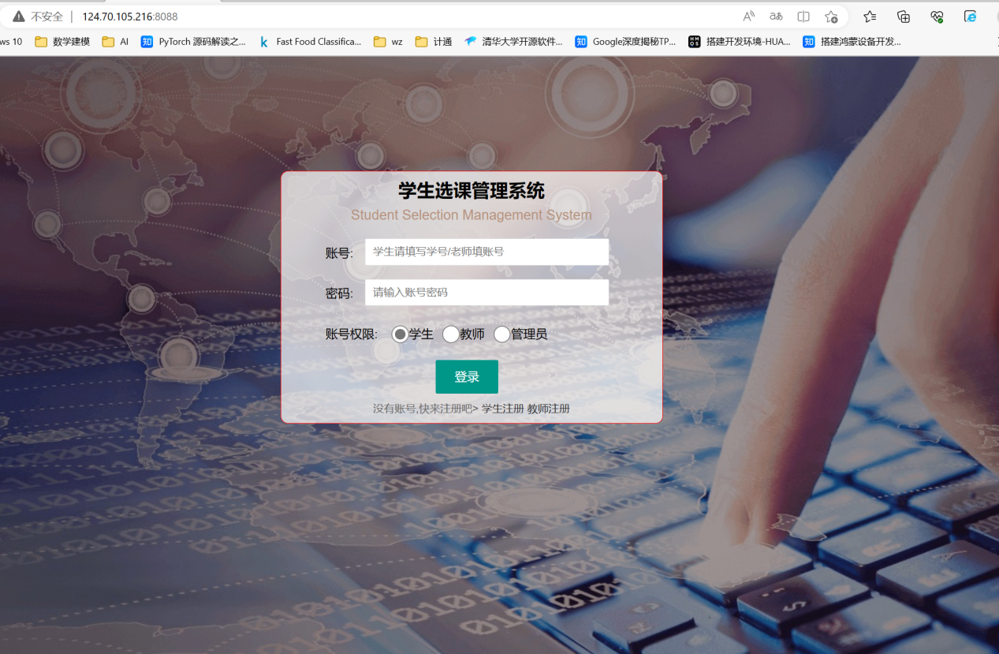 不安全 | 124.70.105.216:8088
ws 10 数学建模 AI PyTorch 源码解读之... Fast Food Classifica... wz 计通 清华大学开源软件... Google深度揭秘TP... 搭建开发环境-HUA... 搭建鸿蒙设备开发...
学生选课管理系统
Student Selection Management System
账号: 学生请填写学号/老师填账号
密码: 请输入账号密码
账号权限: 学生 教师 管理员
登录
没有账号,快来注册吧> 学生注册 教师注册